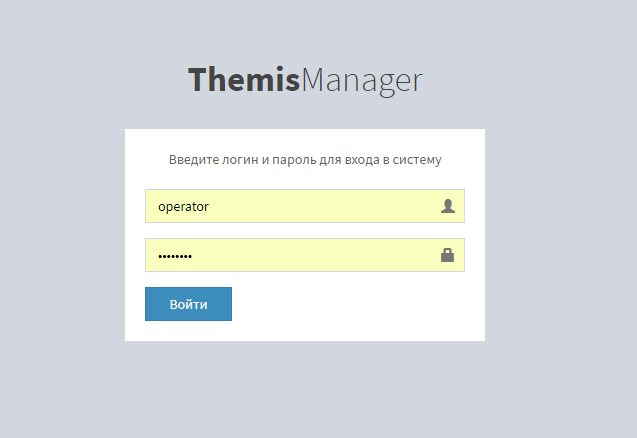 ThemisManager
Введите логин и пароль для входа в систему
operator
••••••••
Войти